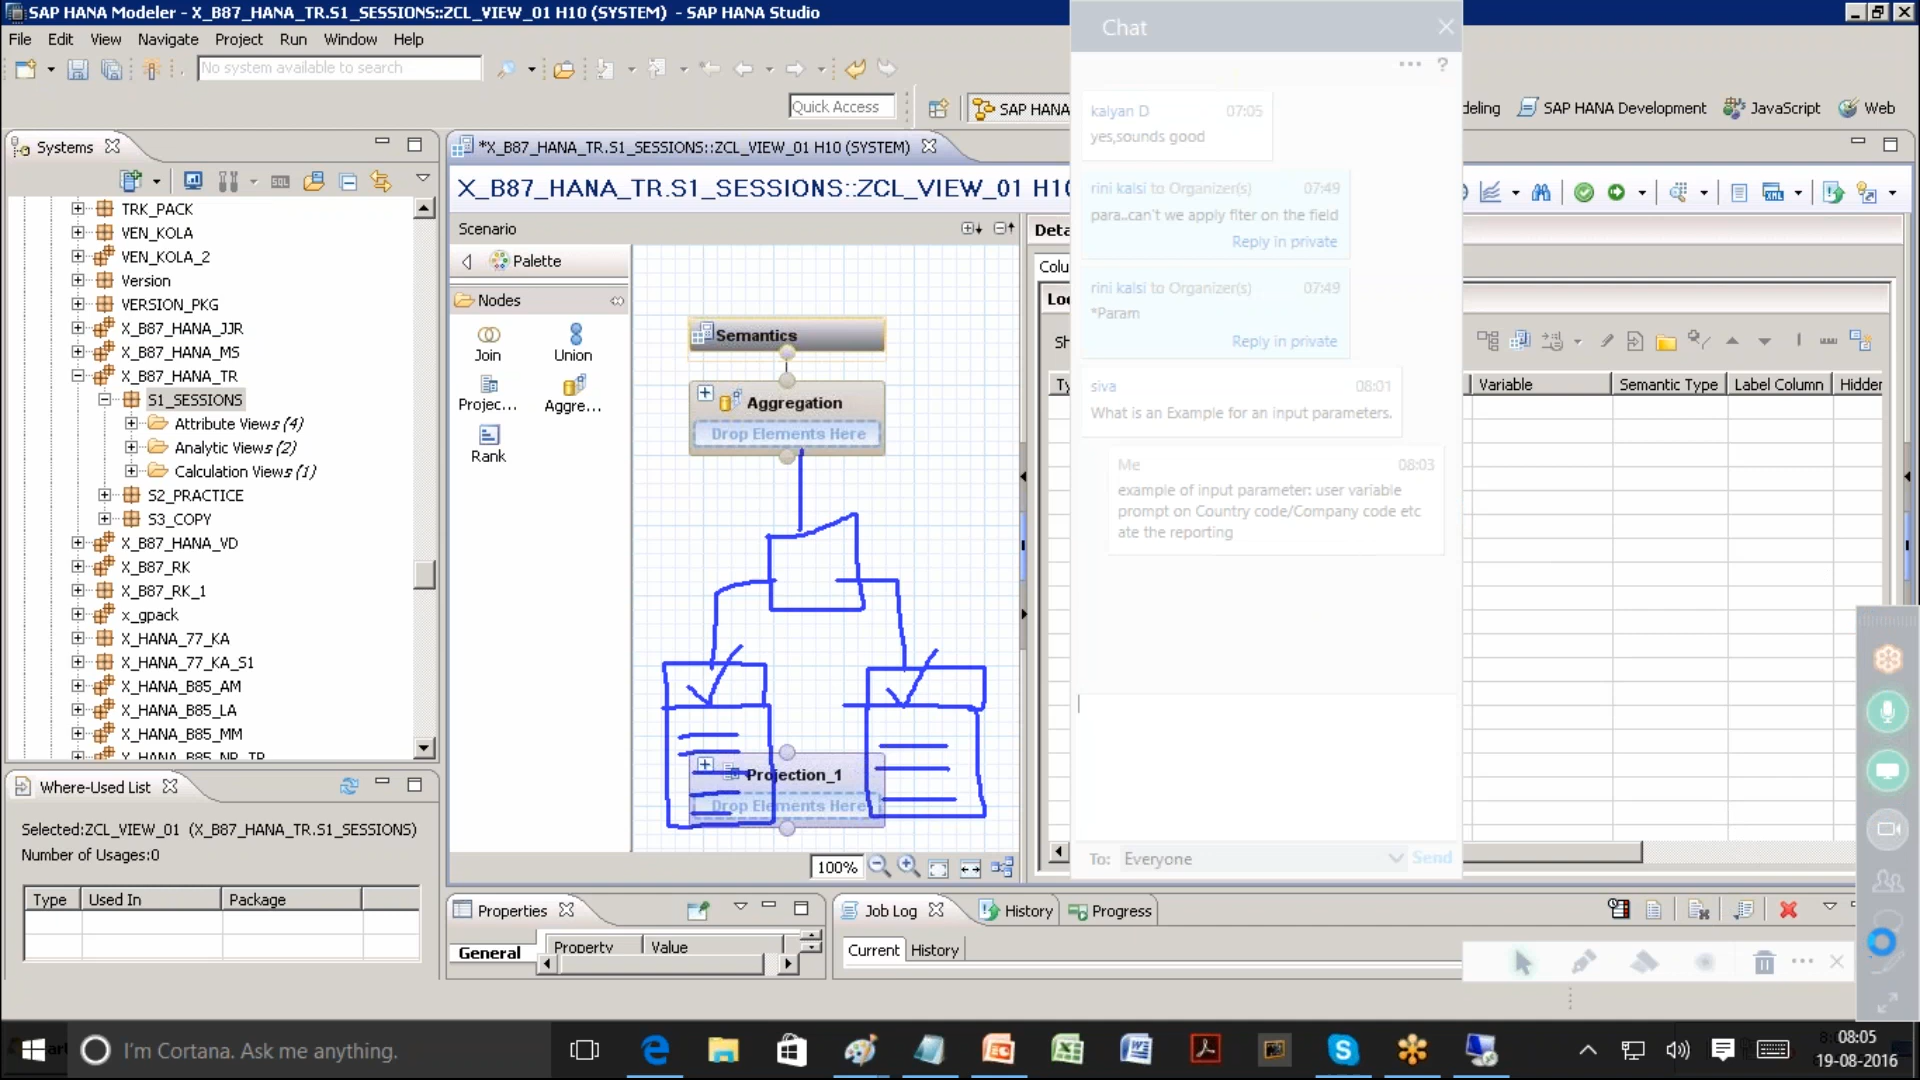 SAP HANA Modeler - X_B87_HANA_TR.S1_SESSIONS::ZCL_VIEW_01 H10 (SYSTEM) - SAP HANA Studio
File Edit View Navigate Project Run Window Help
No system available to search
Quick Access
SAP HANA
deling
SAP HANA Development
JavaScript
Web
Systems
TRK_PACK
VEN_KOLA
VEN_KOLA_2
Version
VERSION_PKG
X_B87_HANA_JJR
X_B87_HANA_MS
X_B87_HANA_TR
S1_SESSIONS
Attribute Views (4)
Analytic Views (2)
Calculation Views (1)
S2_PRACTICE
S3_COPY
X_B87_HANA_VD
X_B87_RK
X_B87_RK_1
x_gpack
X_HANA_77_KA
X_HANA_77_KA_S1
X_HANA_B85_AM
X_HANA_B85_LA
X_HANA_B85_MM
X_HANA_B85_NR_TR
Where-Used List
Selected:ZCL_VIEW_01 (X_B87_HANA_TR.S1_SESSIONS)
Number of Usages:0
Type Used In Package
*X_B87_HANA_TR.S1_SESSIONS::ZCL_VIEW_01 H10 (SYSTEM)
X_B87_HANA_TR.S1_SESSIONS::ZCL_VIEW_01 H10
Scenario
Palette
Nodes
Join
Union
Projec...
Aggre...
Rank
Semantics
Aggregation
Drop Elements Here
Projection_1
Drop Elements Here
100%
Deta
Colu
Loc
Sh
Ty
Variable Semantic Type Label Column Hidden
Chat
kalyan D 07:05
yes,sounds good
rini kalsi to Organizer(s) 07:49
para..can't we apply flter on the field
Reply in private
rini kalsi to Organizer(s) 07:49
*Param
Reply in private
siva 08:01
What is an Example for an input parameters.
Me 08:03
example of input parameter: user variable
prompt on Country code/Company code etc
ate the reporting
To: Everyone Send
Properties
General
Property Value
Job Log
History
Progress
Current History
I'm Cortana. Ask me anything.
08:05
19-08-2016